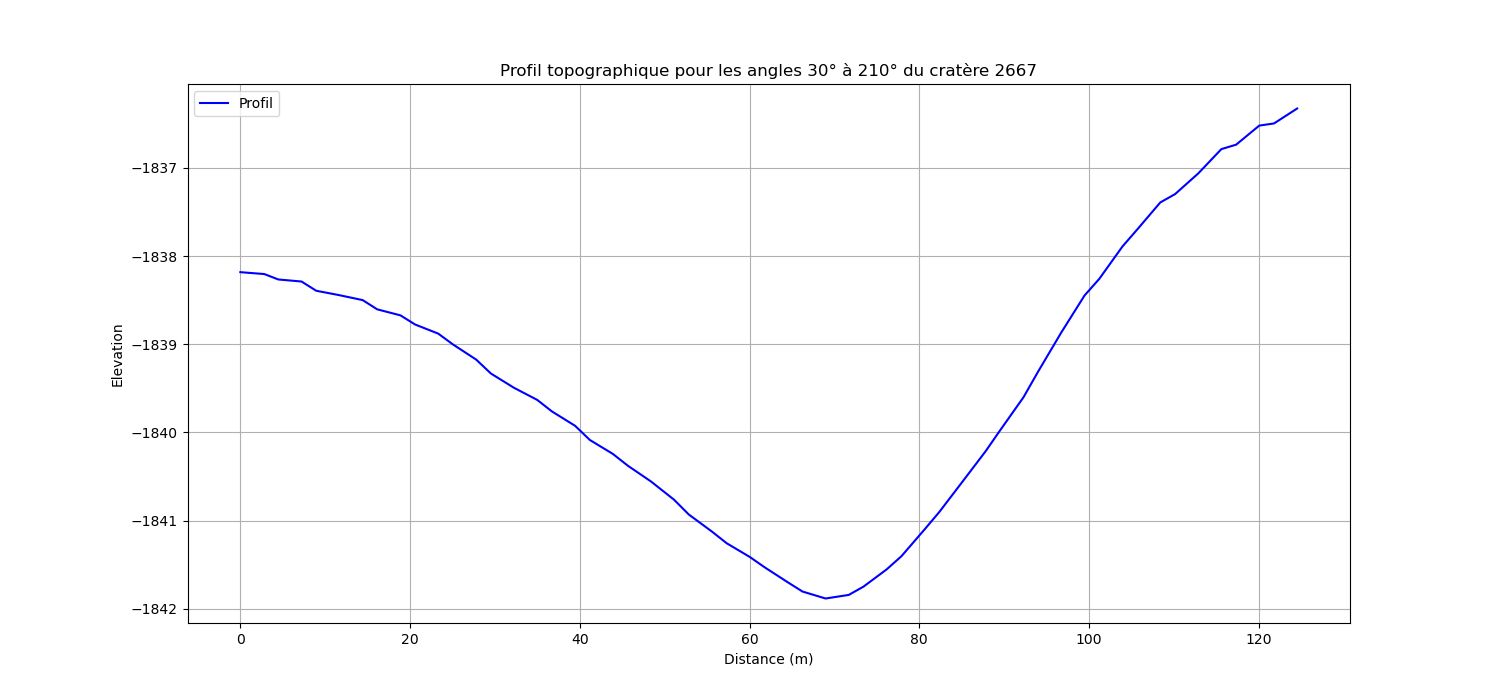 Profil topographique pour les angles 30° à 210° du cratère 2667
Profil
−1837
−1838
−1839
−1840
−1841
−1842
Elevation
0 20 40 60 80 100 120
Distance (m)